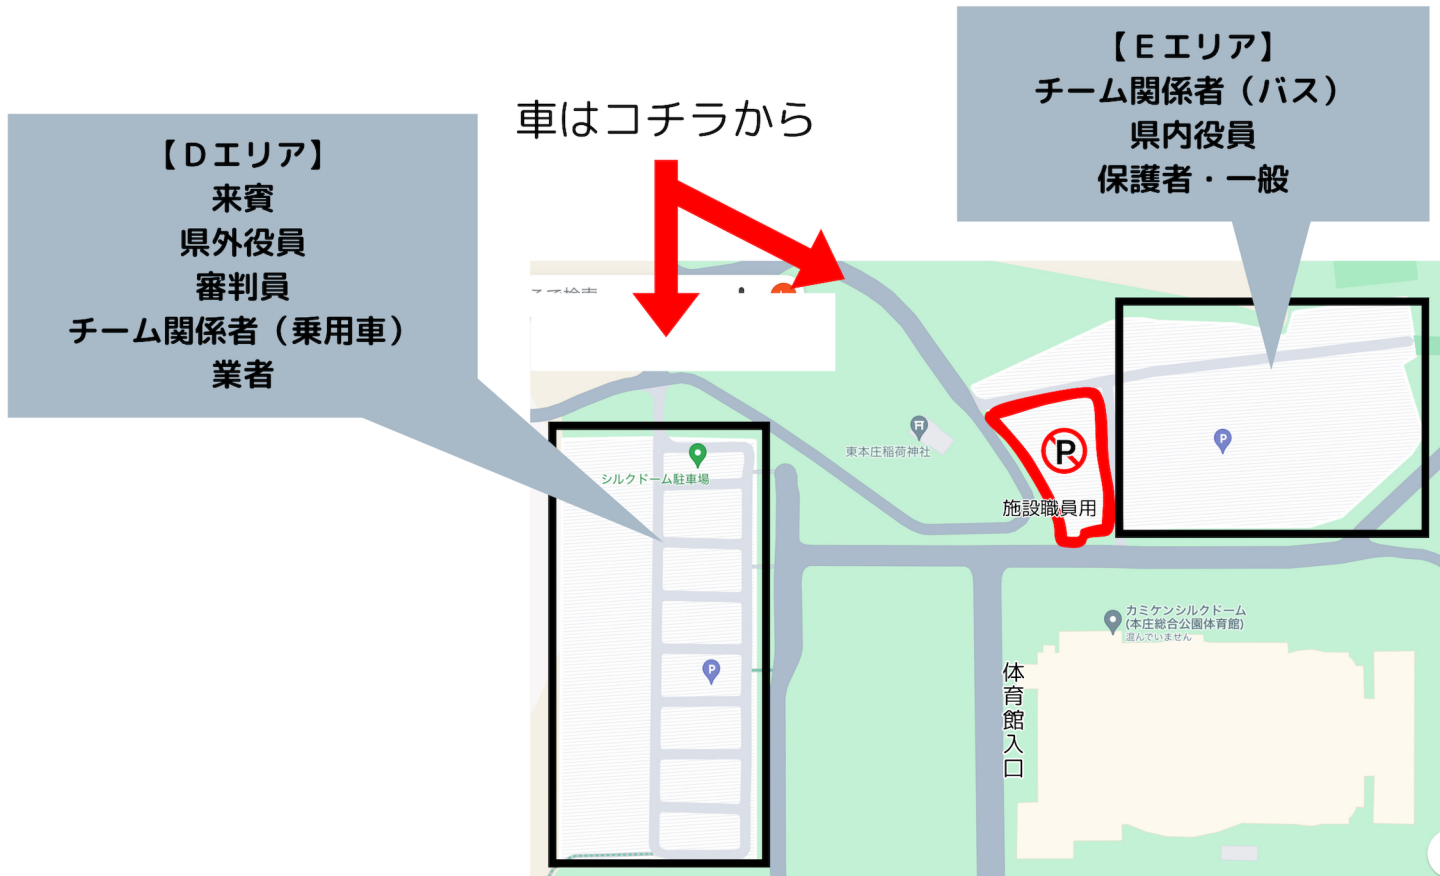 【Ｅエリア】
チーム関係者（バス）
県内役員
保護者・一般
車はコチラから
【Ｄエリア】
来賓
県外役員
審判員
チーム関係者（乗用車）
業者
東本庄稲荷神社
P
施設職員用
P
シルクドーム駐車場
P
カミケンシルクドーム
(本庄総合公園体育館)
混んでいません
体育館入口